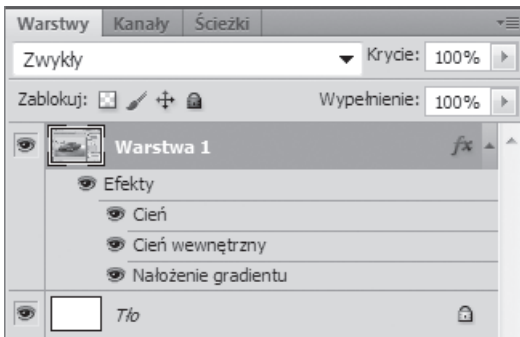 Warstwy Kanały Ścieżki
Zwykły Krycie: 100%
Zablokuj: Wypełnienie: 100%
Warstwa 1 fx
Efekty
Cień
Cień wewnętrzny
Nałożenie gradientu
Tło